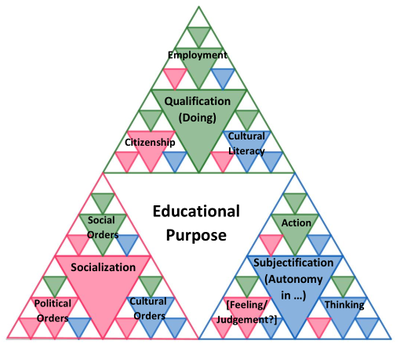 Employment
Qualification
(Doing)
Citizenship
Cultural
Literacy
Educational
Purpose
Social
Orders
Socialization
Political
Orders
Cultural
Orders
Action
Subjectification
(Autonomy
in ...)
[Feeling/
Judgement?]
Thinking